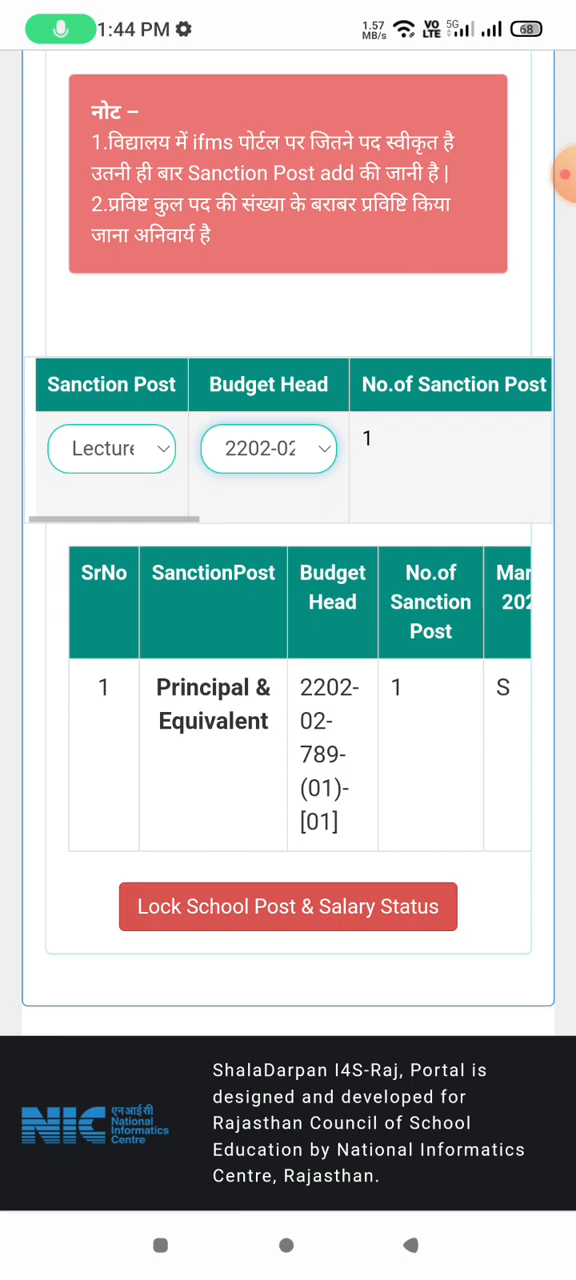 1:44 PM
1.57 MB/s VO LTE 5G 68
नोट –
1.विद्यालय में ifms पोर्टल पर जितने पद स्वीकृत है
उतनी ही बार Sanction Post add की जानी है |
2.प्रविष्ट कुल पद की संख्या के बराबर प्रविष्टि किया
जाना अनिवार्य है
Sanction Post Budget Head No.of Sanction Post
Lecture 2202-02 1
SrNo SanctionPost Budget Head No.of Sanction Post Mar 202
1 Principal & Equivalent 2202-02-789-(01)-[01] 1 S
Lock School Post & Salary Status
NIC एनआईसी National Informatics Centre
ShalaDarpan I4S-Raj, Portal is
designed and developed for
Rajasthan Council of School
Education by National Informatics
Centre, Rajasthan.